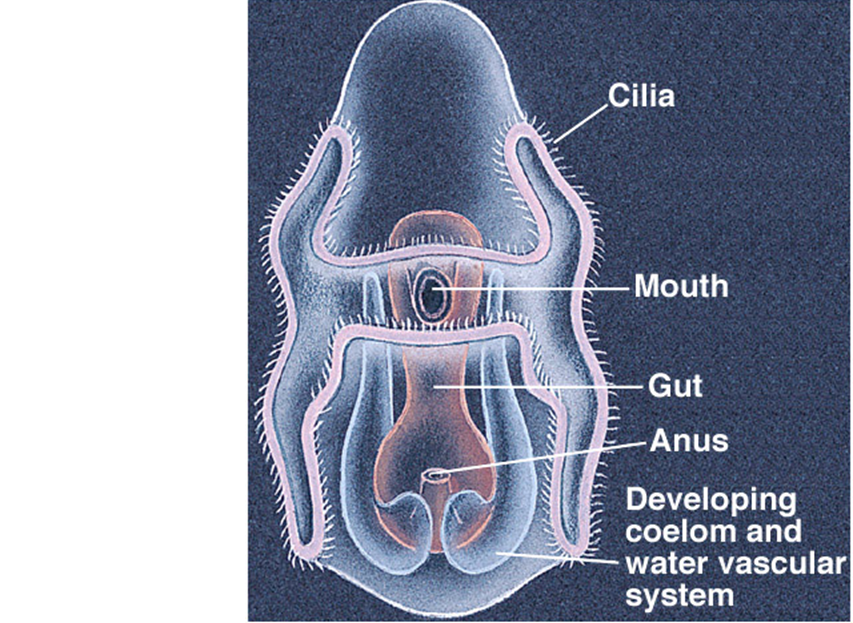 Cilia
Mouth
Gut
Anus
Developing
coelom and
water vascular
system